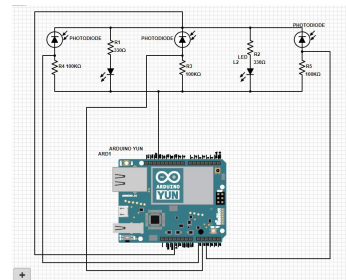 PHOTODIODE
PHOTODIODE
PHOTODIODE
R1
330Ω
LED
L2
R2
330Ω
R4 100KΩ
R3
100KΩ
R5
100KΩ
ARDUINO YUN
ARD1
ARDUINO
YUN
+